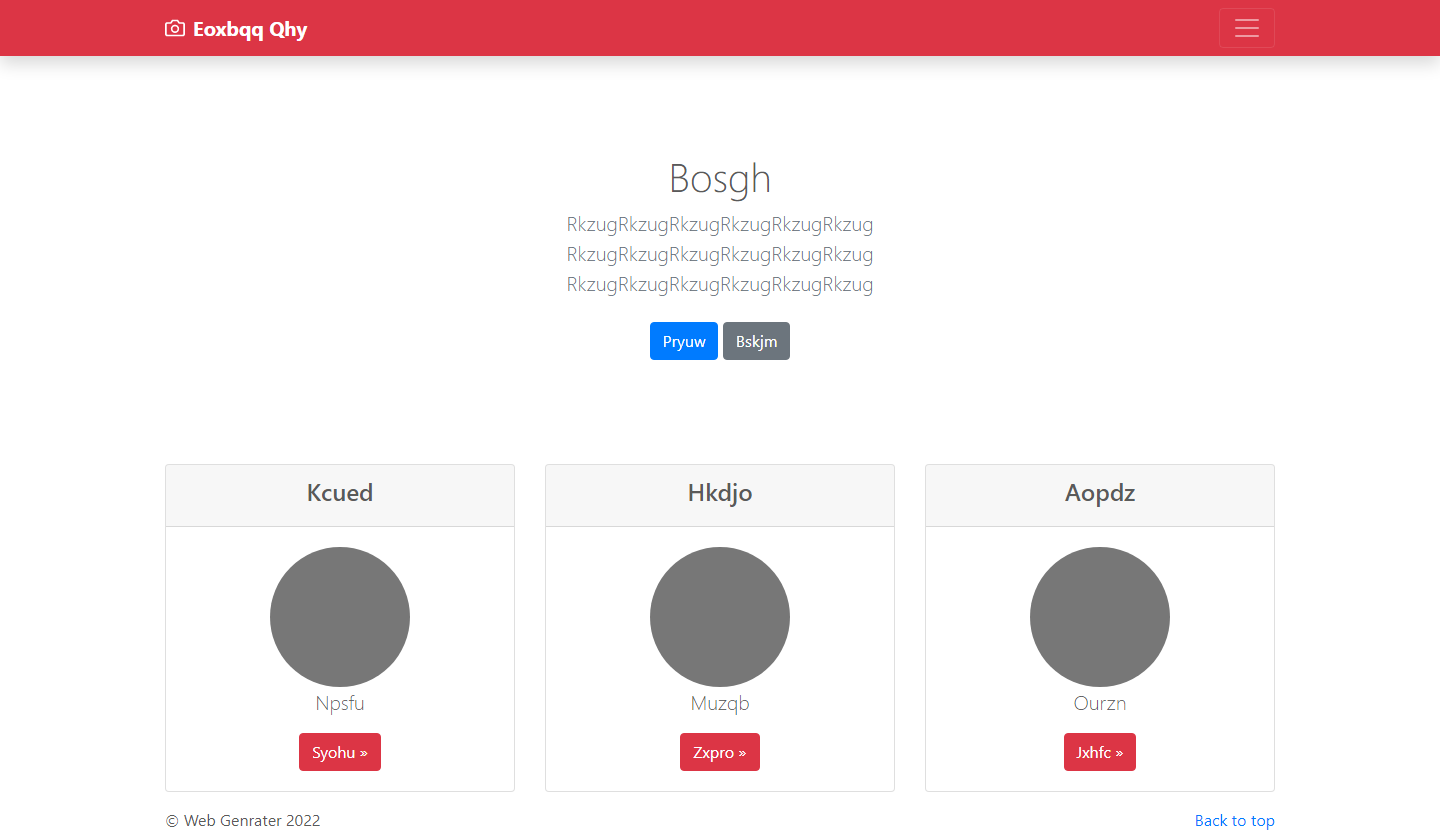 Eoxbqq Qhy
Bosgh
RkzugRkzugRkzugRkzugRkzugRkzug
RkzugRkzugRkzugRkzugRkzugRkzug
RkzugRkzugRkzugRkzugRkzugRkzug
Pryuw Bskjm
Kcued
Npsfu
Syohu »
Hkdjo
Muzqb
Zxpro »
Aopdz
Ourzn
Jxhfc »
© Web Genrater 2022
Back to top